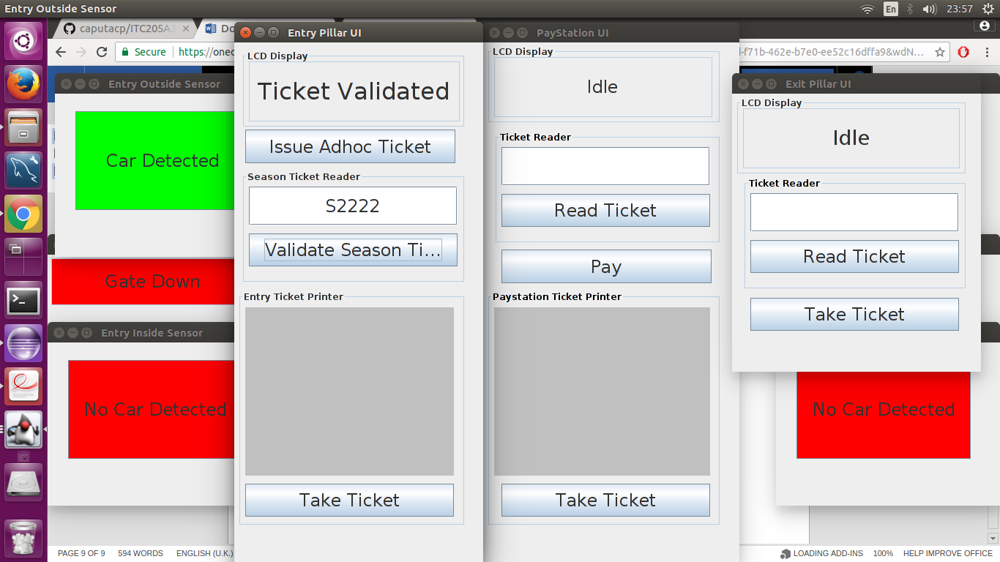 Entry Outside Sensor
En
23:57
caputacp/ITC205A3
Do
Secure
https://onec
d-f71b-462e-b7e0-ee52c16dffa9&wdN...
Entry Outside Sensor
Car Detected
Gate Down
Entry Inside Sensor
No Car Detected
Entry Pillar UI
LCD Display
Ticket Validated
Issue Adhoc Ticket
Season Ticket Reader
S2222
Validate Season Ti...
Entry Ticket Printer
Take Ticket
PayStation UI
LCD Display
Idle
Ticket Reader
Read Ticket
Pay
Paystation Ticket Printer
Take Ticket
Exit Pillar UI
LCD Display
Idle
Ticket Reader
Read Ticket
Take Ticket
No Car Detected
PAGE 9 OF 9
594 WORDS
ENGLISH (U.K.)
LOADING ADD-INS
100%
HELP IMPROVE OFFICE